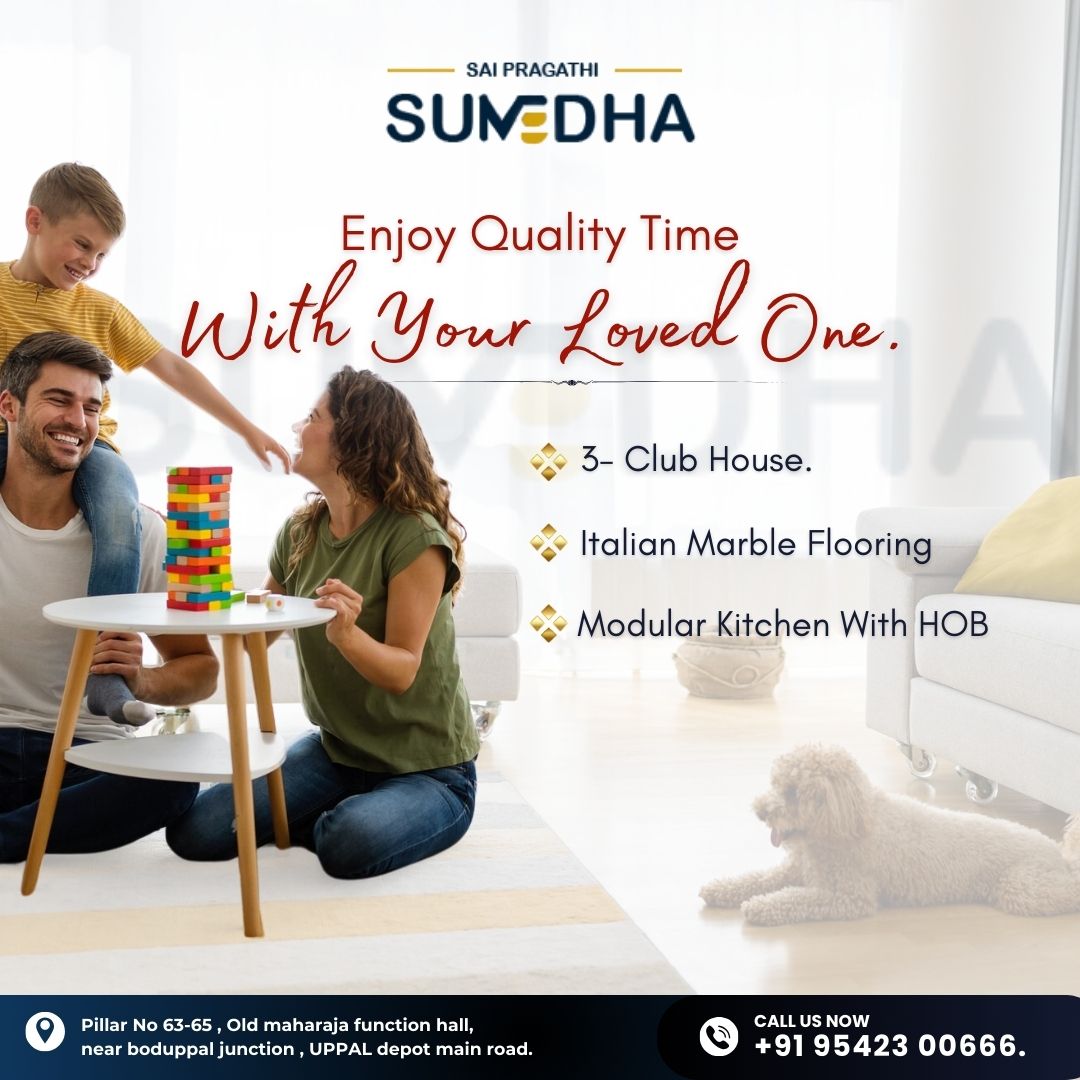 SAI PRAGATHI
SUMEDHA
Enjoy Quality Time
With Your Loved One.
3- Club House.
Italian Marble Flooring
Modular Kitchen With HOB
Pillar No 63-65 , Old maharaja function hall,
near boduppal junction , UPPAL depot main road.
CALL US NOW
+91 95423 00666.